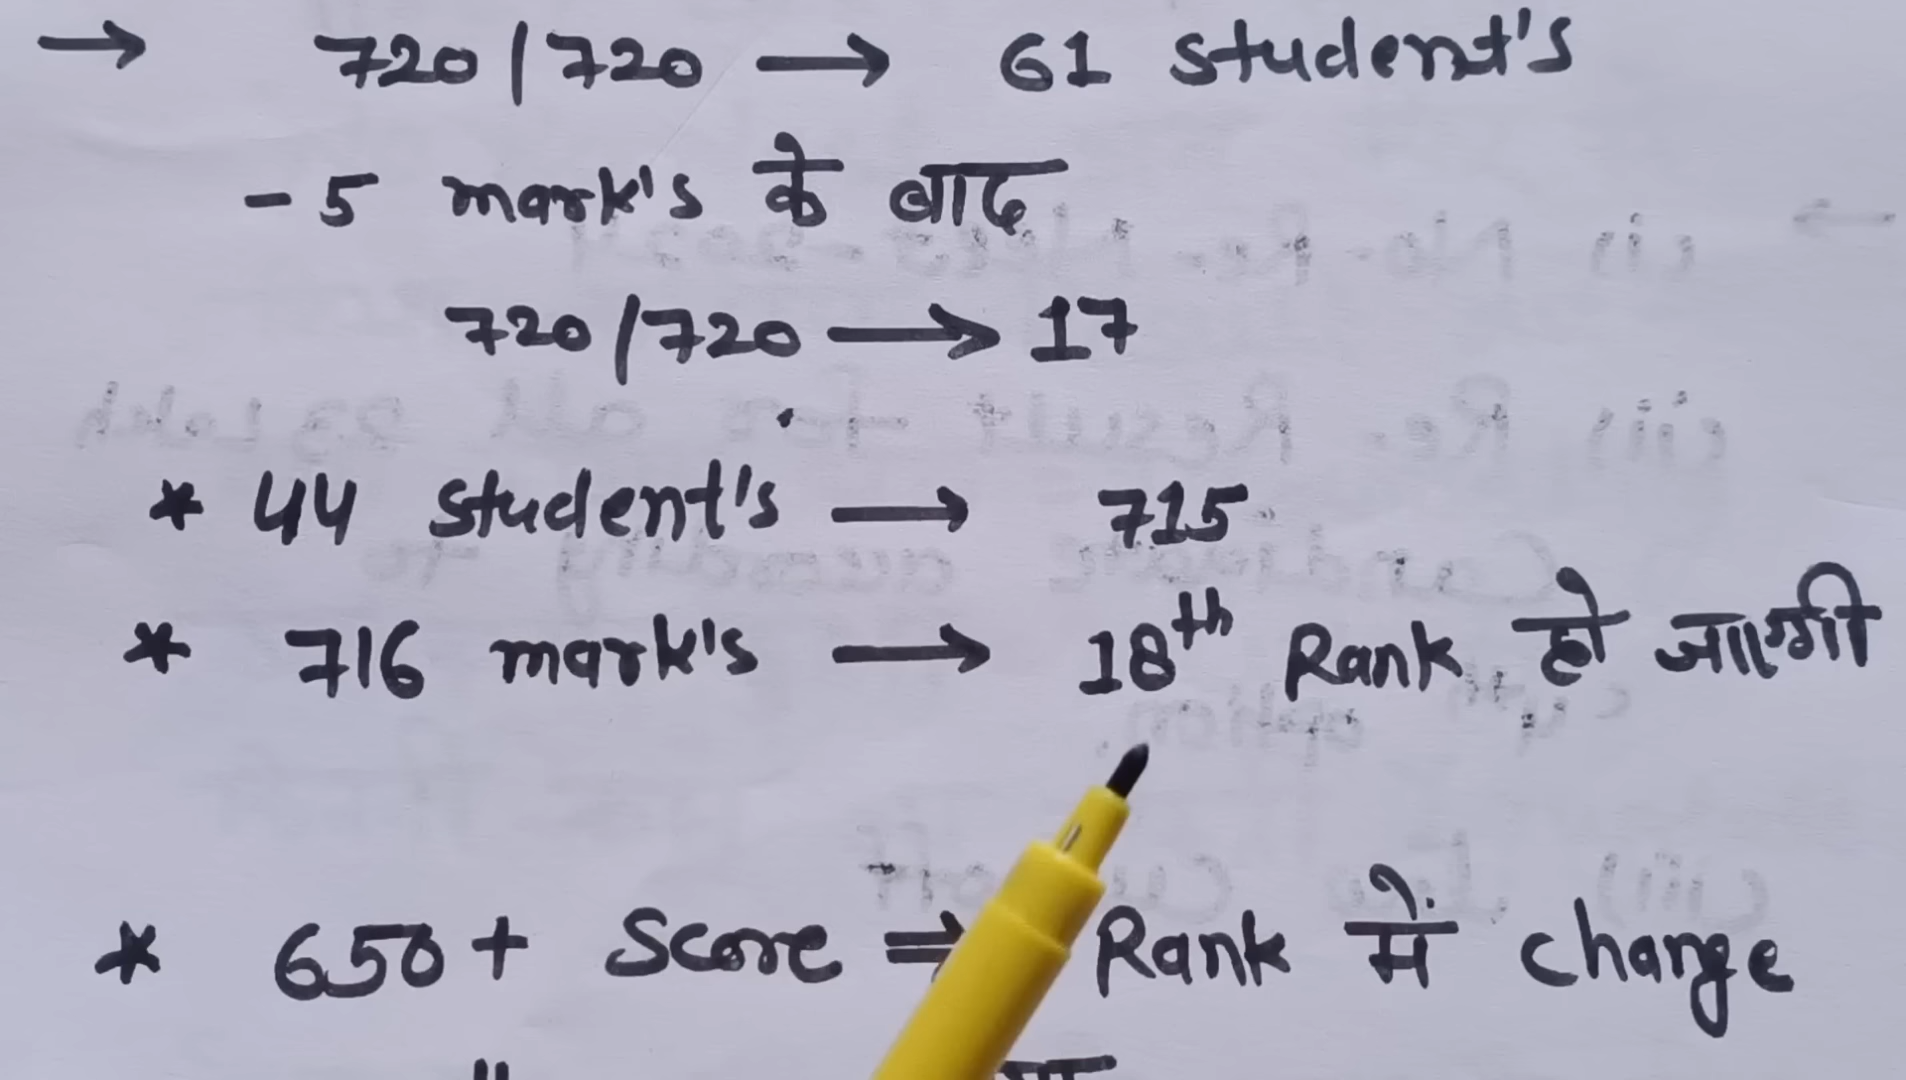 → 720/720 → 61 student's
- 5 mark's के बाद
720/720 → 17
* 44 student's → 715
* 716 mark's → 18th Rank हो जाएगी
* 650+ Score ⇒ Rank में change